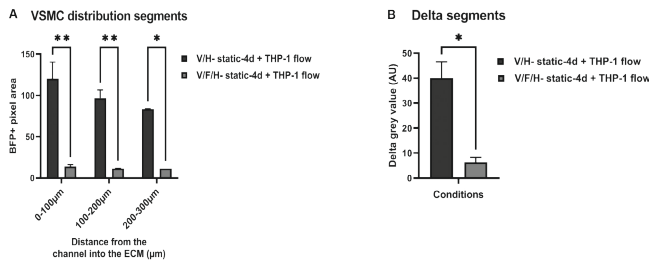 A VSMC distribution segments
** ** *
V/H- static-4d + THP-1 flow
V/F/H- static-4d + THP-1 flow
BFP+ pixel area
150
100
50
0
0-100µm
100-200µm
200-300µm
Distance from the
channel into the ECM (µm)
B Delta segments
*
V/H- static-4d + THP-1 flow
V/F/H- static-4d + THP-1 flow
Delta grey value (AU)
50
40
30
20
10
0
Conditions